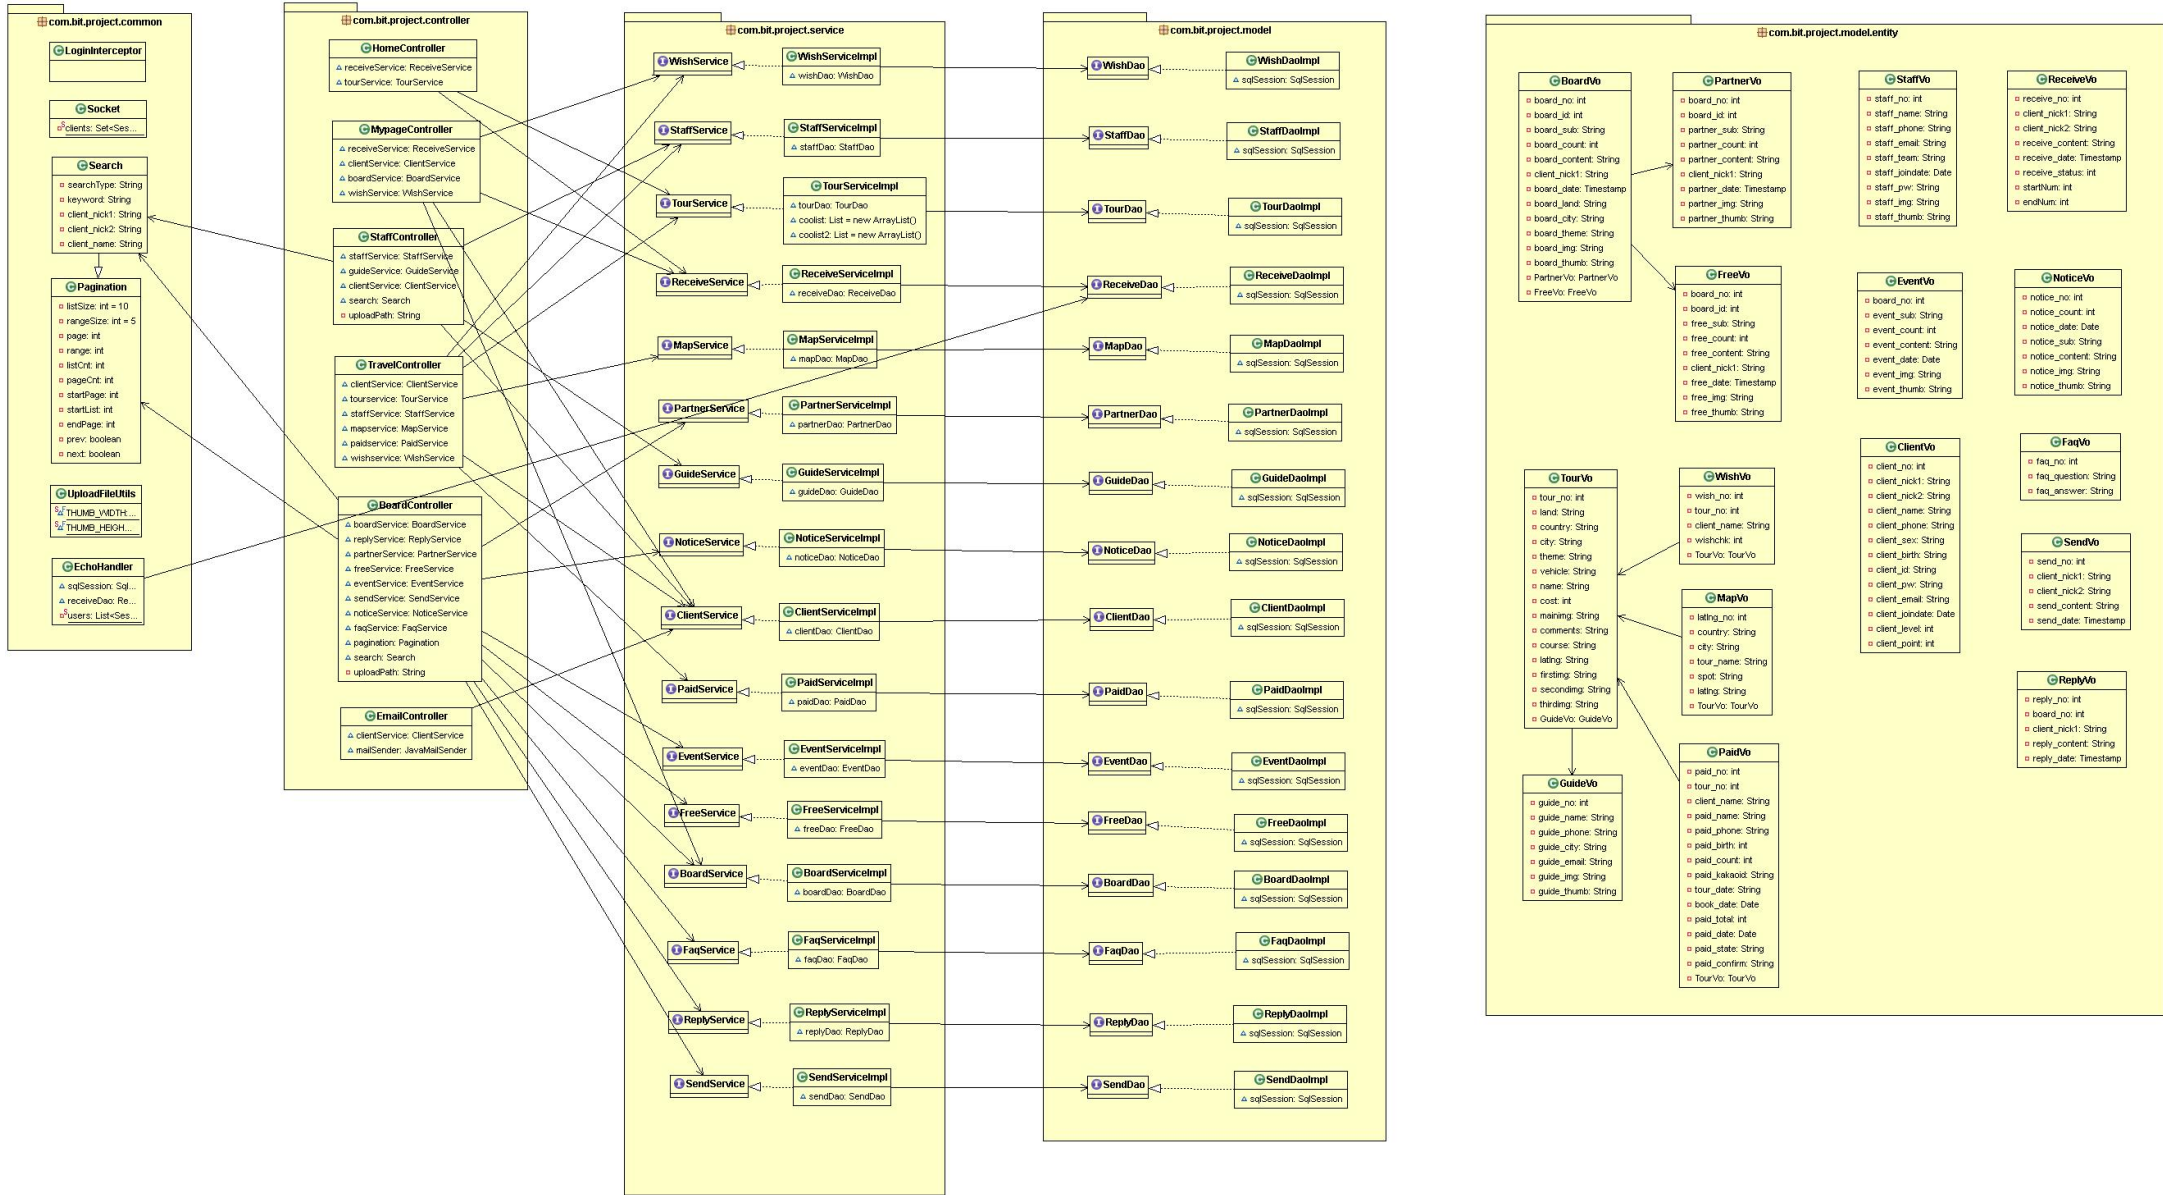 com.bit.project.common
LoginInterceptor
Socket
clients: Set<Ses...
Search
searchType: String
keyword: String
client_nick1: String
client_nick2: String
client_name: String
Pagination
listSize: int = 10
rangeSize: int = 5
page: int
range: int
listCnt: int
pageCnt: int
startPage: int
startList: int
endPage: int
prev: boolean
next: boolean
UploadFileUtils
THUMB_WIDTH:...
THUMB_HEIGH...
EchoHandler
sqlSession: Sql...
receiveDao: Re...
users: List<Ses...
com.bit.project.controller
HomeController
receiveService: ReceiveService
tourService: TourService
MypageController
receiveService: ReceiveService
clientService: ClientService
boardService: BoardService
wishService: WishService
StaffController
staffService: StaffService
guideService: GuideService
clientService: ClientService
search: Search
uploadPath: String
TravelController
clientService: ClientService
tourservice: TourService
staffService: StaffService
mapservice: MapService
paidservice: PaidService
wishservice: WishService
BoardController
boardService: BoardService
replyService: ReplyService
partnerService: PartnerService
freeService: FreeService
eventService: EventService
sendService: SendService
noticeService: NoticeService
faqService: FaqService
pagination: Pagination
search: Search
uploadPath: String
EmailController
clientService: ClientService
mailSender: JavaMailSender
com.bit.project.service
WishService
WishServiceImpl
wishDao: WishDao
StaffService
StaffServiceImpl
staffDao: StaffDao
TourService
TourServiceImpl
tourDao: TourDao
coolist: List = new ArrayList()
coolist2: List = new ArrayList()
ReceiveService
ReceiveServiceImpl
receiveDao: ReceiveDao
MapService
MapServiceImpl
mapDao: MapDao
PartnerService
PartnerServiceImpl
partnerDao: PartnerDao
GuideService
GuideServiceImpl
guideDao: GuideDao
NoticeService
NoticeServiceImpl
noticeDao: NoticeDao
ClientService
ClientServiceImpl
clientDao: ClientDao
PaidService
PaidServiceImpl
paidDao: PaidDao
EventService
EventServiceImpl
eventDao: EventDao
FreeService
FreeServiceImpl
freeDao: FreeDao
BoardService
BoardServiceImpl
boardDao: BoardDao
FaqService
FaqServiceImpl
faqDao: FaqDao
ReplyService
ReplyServiceImpl
replyDao: ReplyDao
SendService
SendServiceImpl
sendDao: SendDao
com.bit.project.model
WishDao
WishDaoImpl
sqlSession: SqlSession
StaffDao
StaffDaoImpl
sqlSession: SqlSession
TourDao
TourDaoImpl
sqlSession: SqlSession
ReceiveDao
ReceiveDaoImpl
sqlSession: SqlSession
MapDao
MapDaoImpl
sqlSession: SqlSession
PartnerDao
PartnerDaoImpl
sqlSession: SqlSession
GuideDao
GuideDaoImpl
sqlSession: SqlSession
NoticeDao
NoticeDaoImpl
sqlSession: SqlSession
ClientDao
ClientDaoImpl
sqlSession: SqlSession
PaidDao
PaidDaoImpl
sqlSession: SqlSession
EventDao
EventDaoImpl
sqlSession: SqlSession
FreeDao
FreeDaoImpl
sqlSession: SqlSession
BoardDao
BoardDaoImpl
sqlSession: SqlSession
FaqDao
FaqDaoImpl
sqlSession: SqlSession
ReplyDao
ReplyDaoImpl
sqlSession: SqlSession
SendDao
SendDaoImpl
sqlSession: SqlSession
com.bit.project.model.entity
BoardVo
board_no: int
board_id: int
board_sub: String
board_count: int
board_content: String
client_nick1: String
board_date: Timestamp
board_land: String
board_city: String
board_theme: String
board_img: String
board_thumb: String
PartnerVo: PartnerVo
FreeVo: FreeVo
PartnerVo
board_no: int
board_id: int
partner_sub: String
partner_count: int
partner_content: String
client_nick1: String
partner_date: Timestamp
partner_img: String
partner_thumb: String
FreeVo
board_no: int
board_id: int
free_sub: String
free_count: int
free_content: String
client_nick1: String
free_date: Timestamp
free_img: String
free_thumb: String
StaffVo
staff_no: int
staff_name: String
staff_phone: String
staff_email: String
staff_team: String
staff_joindate: Date
staff_pw: String
staff_img: String
staff_thumb: String
ReceiveVo
receive_no: int
client_nick1: String
client_nick2: String
receive_content: String
receive_date: Timestamp
receive_status: int
startNum: int
endNum: int
EventVo
board_no: int
event_sub: String
event_count: int
event_content: String
event_date: Date
event_img: String
event_thumb: String
NoticeVo
notice_no: int
notice_count: int
notice_date: Date
notice_sub: String
notice_content: String
notice_img: String
notice_thumb: String
TourVo
tour_no: int
land: String
country: String
city: String
theme: String
vehicle: String
name: String
cost: int
mainimg: String
comments: String
course: String
latlng: String
firstimg: String
secondimg: String
thirdimg: String
GuideVo: GuideVo
GuideVo
guide_no: int
guide_name: String
guide_phone: String
guide_city: String
guide_email: String
guide_img: String
guide_thumb: String
WishVo
wish_no: int
tour_no: int
client_name: String
wishchk: int
TourVo: TourVo
MapVo
latlng_no: int
country: String
city: String
tour_name: String
spot: String
latlng: String
TourVo: TourVo
PaidVo
paid_no: int
tour_no: int
client_name: String
paid_name: String
paid_phone: String
paid_birth: int
paid_count: int
paid_kakaoid: String
tour_date: String
book_date: Date
paid_total: int
paid_date: Date
paid_state: String
paid_confirm: String
TourVo: TourVo
ClientVo
client_no: int
client_nick1: String
client_nick2: String
client_name: String
client_phone: String
client_sex: String
client_birth: String
client_id: String
client_pw: String
client_email: String
client_joindate: Date
client_level: int
client_point: int
FaqVo
faq_no: int
faq_question: String
faq_answer: String
SendVo
send_no: int
client_nick1: String
client_nick2: String
send_content: String
send_date: Timestamp
ReplyVo
reply_no: int
board_no: int
client_nick1: String
reply_content: String
reply_date: Timestamp